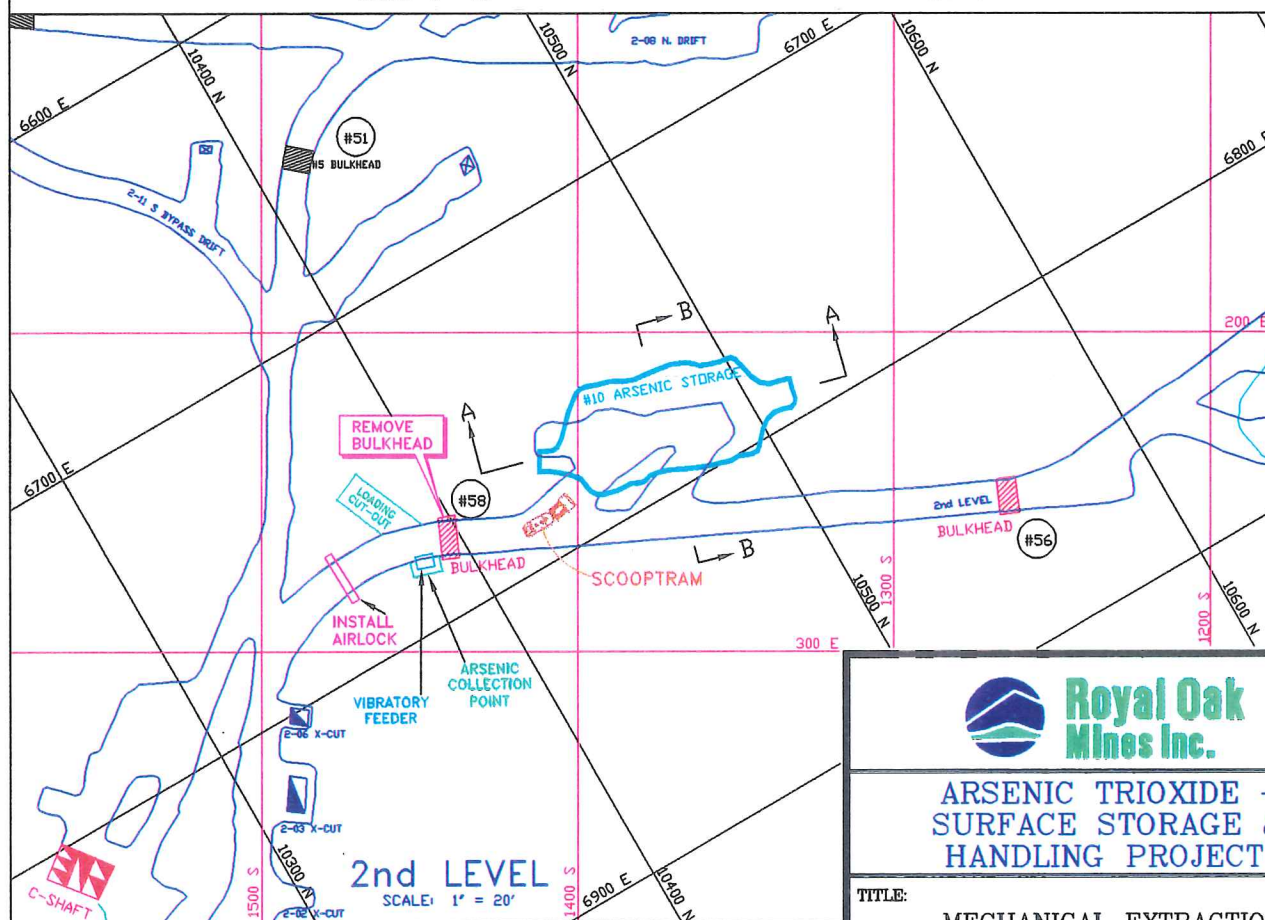 2-08 N. DRIFT
6700 E
10500 N
10600 N
10400 N
6600 E
#51
#5 BULKHEAD
6800 E
2-11 S BYPASS DRIFT
200 E
B
A
#10 ARSENIC STORAGE
A
REMOVE
BULKHEAD
6700 E
LOADING
CUT-OUT
#58
2nd LEVEL
BULKHEAD
#56
BULKHEAD
SCOOPTRAM
B
10500 N
1300 S
10600 N
1200 S
INSTALL
AIRLOCK
300 E
ARSENIC
COLLECTION
POINT
VIBRATORY
FEEDER
2-06 X-CUT
2-03 X-CUT
10300 N
C-SHAFT
1500 S
2-02 X-CUT
2nd LEVEL
SCALE: 1" = 20'
1400 S
6900 E
10400 N
Royal Oak
Mines Inc.
ARSENIC TRIOXIDE -
SURFACE STORAGE
HANDLING PROJECT
TITLE:
MECHANICAL EXTRACTIO